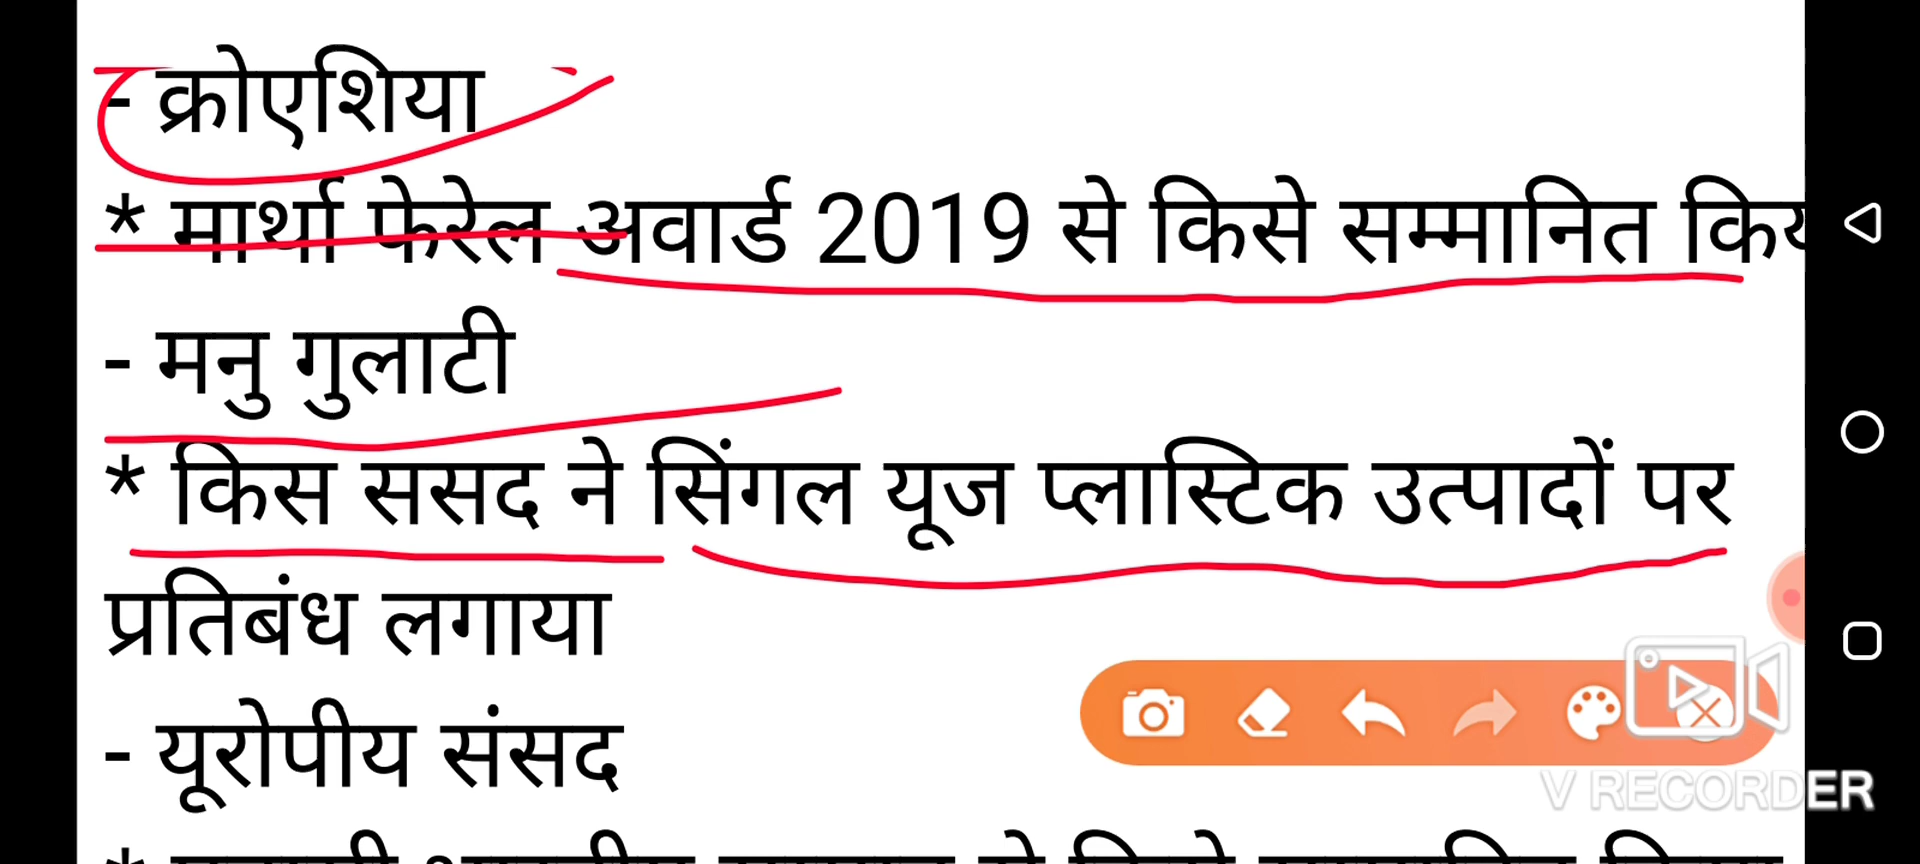 - क्रोएशिया
* मार्था फेरेल अवार्ड 2019 से किसे सम्मानित
- मनु गुलाटी
* किस ससद ने सिंगल यूज प्लास्टिक उत्पादों पर
प्रतिबंध लगाया
- यूरोपीय संसद
V RECORDER